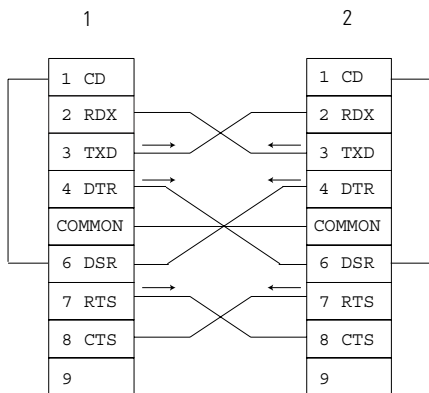 1 2
1 CD 1 CD
2 RDX 2 RDX
3 TXD 3 TXD
4 DTR 4 DTR
COMMON COMMON
6 DSR 6 DSR
7 RTS 7 RTS
8 CTS 8 CTS
9 9